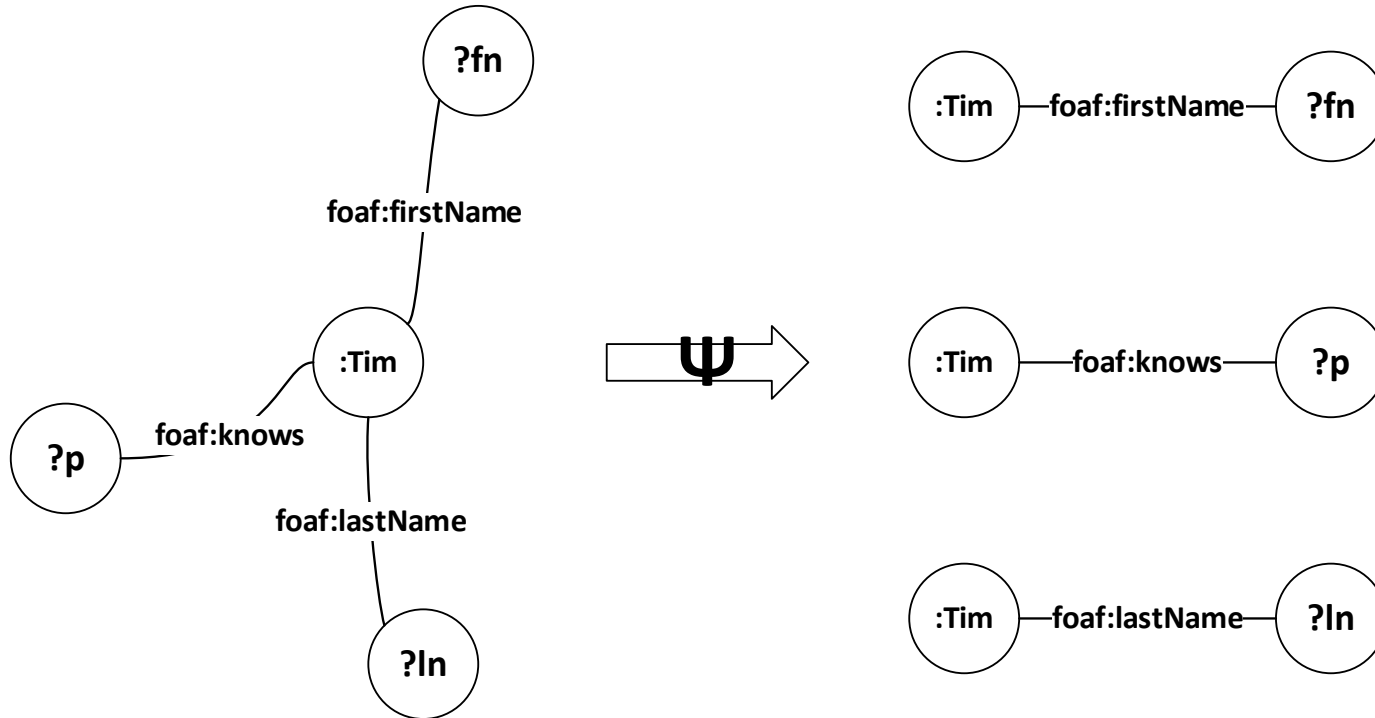 ?fn
foaf:firstName
:Tim
foaf:knows
?p
foaf:lastName
?ln
Ψ
:Tim foaf:firstName ?fn
:Tim foaf:knows ?p
:Tim foaf:lastName ?ln